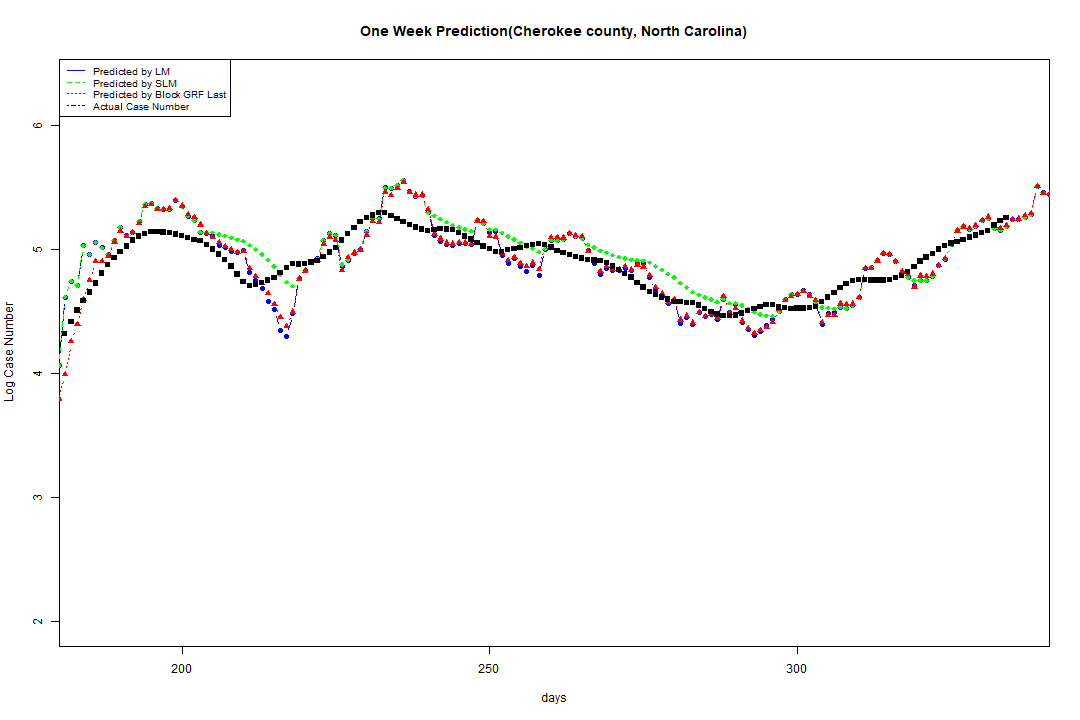 One Week Prediction(Cherokee county, North Carolina)
Predicted by LM
Predicted by SLM
Predicted by Block GRF Last
Actual Case Number
6
5
4
3
2
Log Case Number
200
250
300
days